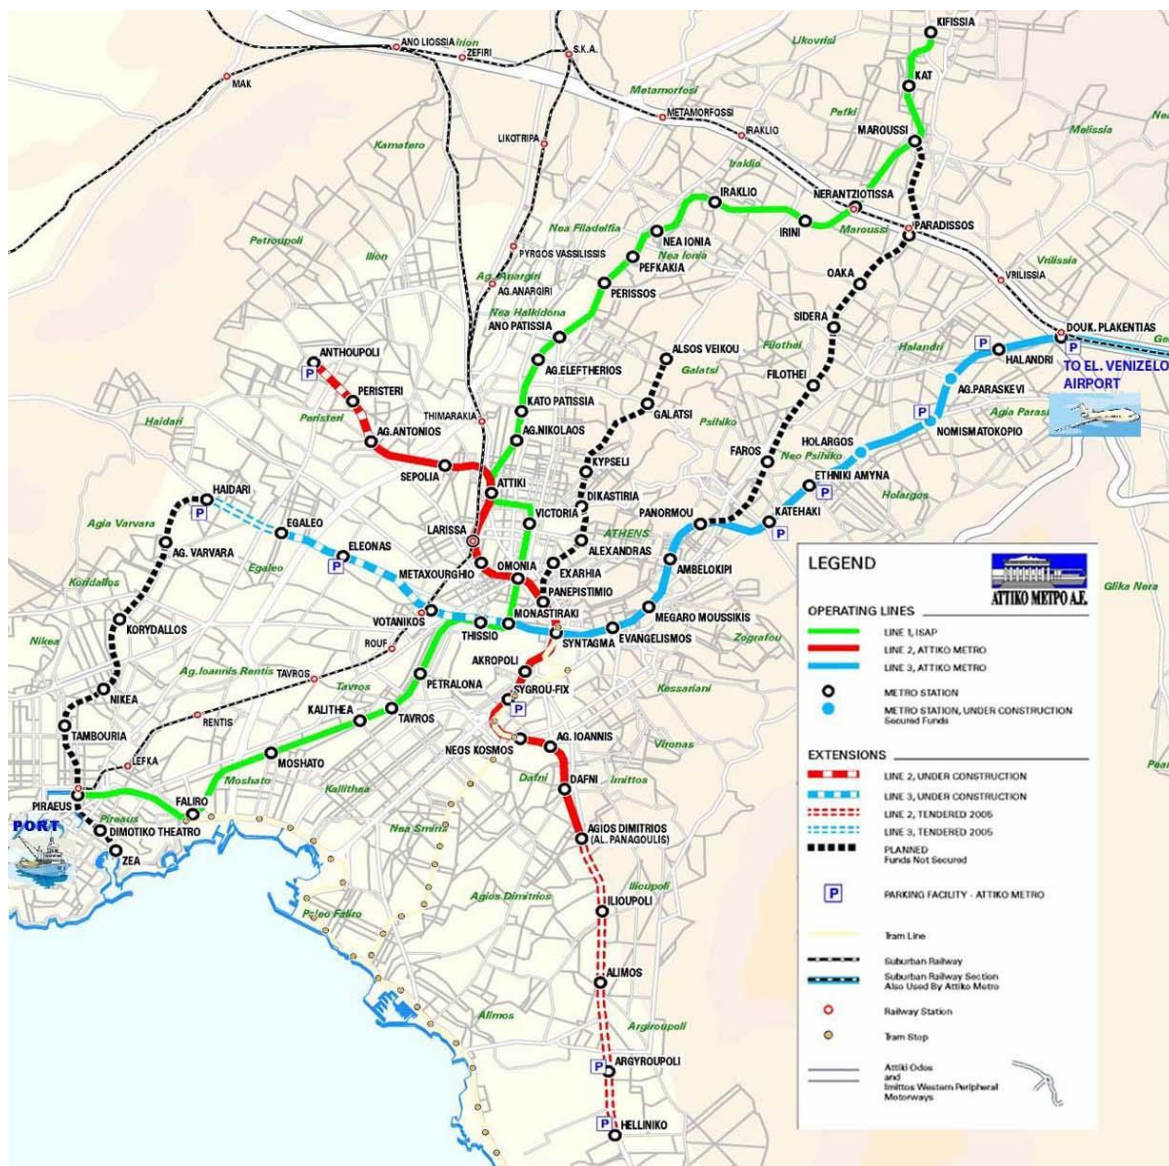 KIFISSIA
Likovrisi
ANO LIOSSIA
irion
ZEFIRI
S.K.A.
MAK
KAT
Metamorfosi
Pefki
METAMORFOSSI
IRAKLIO
MAROUSSI
Melissia
Kamatero
LIKOTRIPA
Iraklio
IRAKLIO
NERANTZIOTISSA
Nea Filadelfia
IRINI
Maroussi
PARADISSOS
Petroupoli
Ilion
PYRGOS VASSILISSIS
NEA IONIA
Nea Ionia
PEFKAKIA
Vrilissia
VRILISSIA
Ag. Anargiri
AG.ANARGIRI
PERISSOS
OAKA
Nea Halkidona
ANO PATISSIA
SIDERA
DOUK. PLAKENTIAS
ANTHOUPOLI
P
AG.ELEFTHERIOS
ALSOS VEIKOU
Galatsi
Filothei
Halandri
P
HALANDRI
P
TO EL. VENIZELO
AIRPORT
PERISTERI
Peristeri
FILOTHEI
AG.PARASKEVI
Haidari
THIMARAKIA
KATO PATISSIA
GALATSI
Psihiko
P
Agia Paras
NOMISMATOKOPIO
AG.ANTONIOS
AG.NIKOLAOS
HOLARGOS
FAROS
Neo Psihiko
SEPOLIA
KYPSELI
ATTIKI
ETHNIKI AMYNA
P
Holargos
HAIDARI
P
DIKASTIRIA
VICTORIA
PANORMOU
KATEHAKI
P
Agia Varvara
EGALEO
LARISSA
ATHENS
AG. VARVARA
ELEONAS
P
ALEXANDRAS
Egaleo
OMONIA
EXARHIA
AMBELOKIPI
Koridallos
METAXOURGHIO
PANEPISTIMIO
Glika Nera
VOTANIKOS
MONASTIRAKI
MEGARO MOUSSIKIS
KORYDALLOS
THISSIO
SYNTAGMA
EVANGELISMOS
Zografou
Nikea
ROUF
Ag.Ioannis Rentis
TAVROS
AKROPOLI
PETRALONA
Tavros
SYGROU-FIX
P
Kessariani
NIKEA
KALITHEA
TAVROS
RENTIS
TAMBOURIA
NEOS KOSMOS
AG. IOANNIS
Vironas
LEFKA
MOSHATO
Moshato
Dafni
DAFNI
Imittos
PIRAEUS
FALIRO
Kallithea
Pireaus
PORT
DIMOTIKO THEATRO
Nea Smirni
AGIOS DIMITRIOS
(AL. PANAGOULIS)
ZEA
Agios Dimitrios
Ilioupoli
Paleo Faliro
ILIOUPOLI
ALIMOS
Alimos
Argiroupoli
P
ARGYROUPOLI
P
HELLINIKO
LEGEND
ATTIKO ΜΕΤΡΟ Α.Ε.
OPERATING LINES
LINE 1, ISAP
LINE 2, ATTIKO METRO
LINE 3, ATTIKO METRO
METRO STATION
METRO STATION, UNDER CONSTRUCTION
Secured Funds
EXTENSIONS
LINE 2, UNDER CONSTRUCTION
LINE 3, UNDER CONSTRUCTION
LINE 2, TENDERED 2005
LINE 3, TENDERED 2005
PLANNED
Funds Not Secured
P
PARKING FACILITY - ATTIKO METRO
Tram Line
Suburban Railway
Suburban Railway Section
Also Used By Attiko Metro
Railway Station
Tram Stop
Attiki Odos
and
Imittos Western Peripheral
Motorways